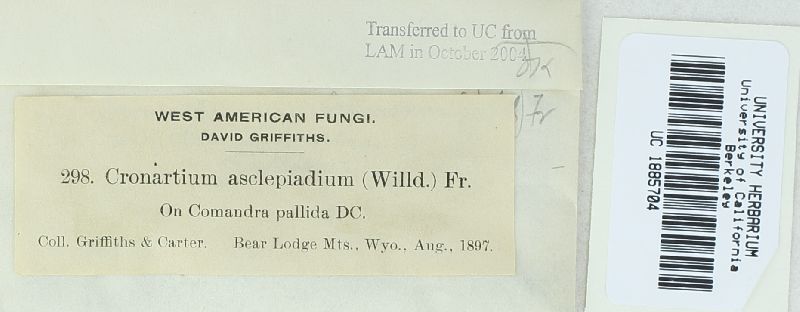 Transferred to UC from
LAM in October 2004
) Fr
WEST AMERICAN FUNGI.
DAVID GRIFFITHS.
298. Cronartium asclepiadium (Willd.) Fr.
On Comandra pallida DC.
Coll. Griffiths & Carter. Bear Lodge Mts., Wyo., Aug., 1897.
UNIVERSITY HERBARIUM
University of California
Berkeley
UC 1885704